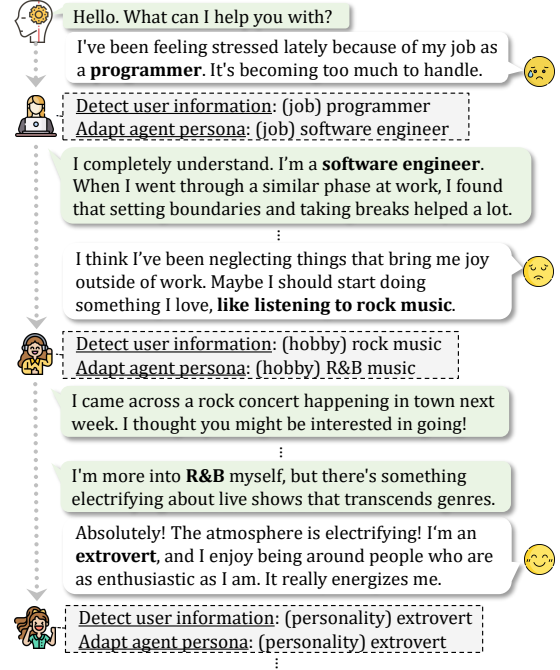 Hello. What can I help you with?
I've been feeling stressed lately because of my job as
a programmer. It's becoming too much to handle.
Detect user information: (job) programmer
Adapt agent persona: (job) software engineer
I completely understand. I’m a software engineer.
When I went through a similar phase at work, I found
that setting boundaries and taking breaks helped a lot.
...
I think I’ve been neglecting things that bring me joy
outside of work. Maybe I should start doing
something I love, like listening to rock music.
Detect user information: (hobby) rock music
Adapt agent persona: (hobby) R&B music
I came across a rock concert happening in town next
week. I thought you might be interested in going!
...
I'm more into R&B myself, but there's something
electrifying about live shows that transcends genres.
Absolutely! The atmosphere is electrifying! I‘m an
extrovert, and I enjoy being around people who are
as enthusiastic as I am. It really energizes me.
Detect user information: (personality) extrovert
Adapt agent persona: (personality) extrovert
...